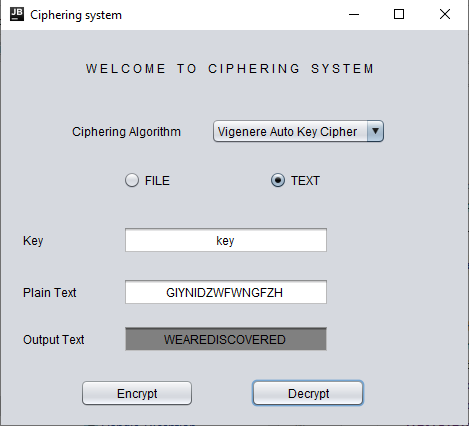 JB Ciphering system
WELCOME TO CIPHERING SYSTEM
Ciphering Algorithm Vigenere Auto Key Cipher
FILE TEXT
Key key
Plain Text GIYNIDZWFWNGFZH
Output Text WEAREDISCOVERED
Encrypt Decrypt